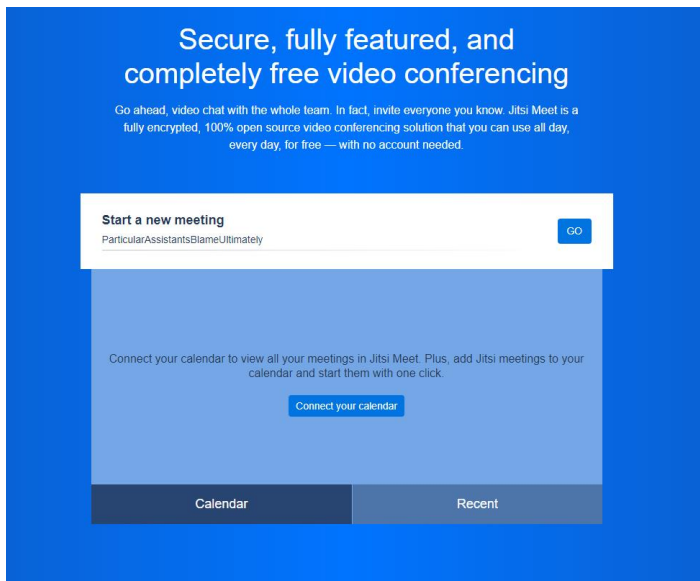 Secure, fully featured, and
completely free video conferencing
Go ahead, video chat with the whole team. In fact, invite everyone you know. Jitsi Meet is a
fully encrypted, 100% open source video conferencing solution that you can use all day,
every day, for free — with no account needed.
Start a new meeting
ParticularAssistantsBlameUltimately
GO
Connect your calendar to view all your meetings in Jitsi Meet. Plus, add Jitsi meetings to your
calendar and start them with one click.
Connect your calendar
Calendar
Recent